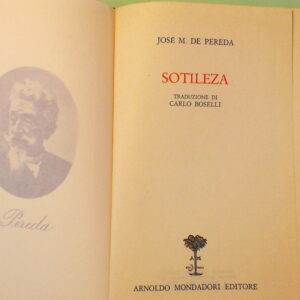 Pereda
JOSÉ M. DE PEREDA
SOTILEZA
TRADUZIONE DI
CARLO BOSELLI
ARNOLDO MONDADORI EDITORE